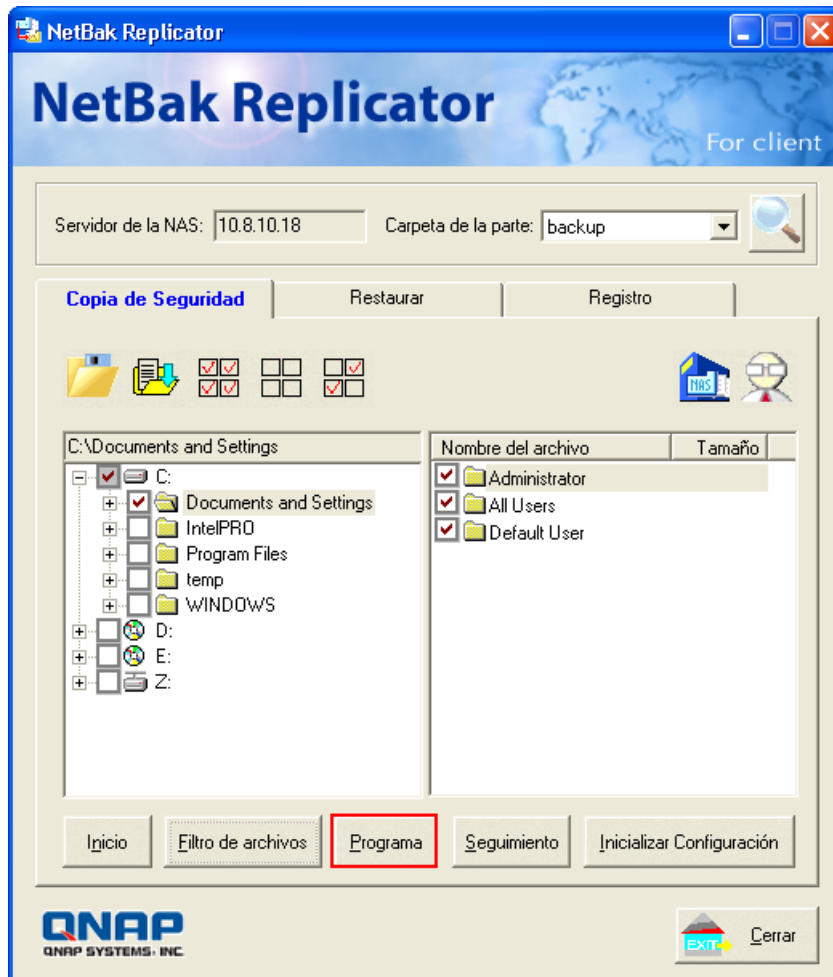 NetBak Replicator
NetBak Replicator
For client
Servidor de la NAS: 10.8.10.18 Carpeta de la parte: backup
Copia de Seguridad Restaurar Registro
NAS
C:\Documents and Settings
Nombre del archivo Tamaño
C:
Administrator
Documents and Settings
All Users
IntelPRO
Default User
Program Files
temp
WINDOWS
D:
E:
Z:
Inicio Filtro de archivos Programa Seguimiento Inicializar Configuración
QNAP
QNAP SYSTEMS, INC.
EXIT Cerrar